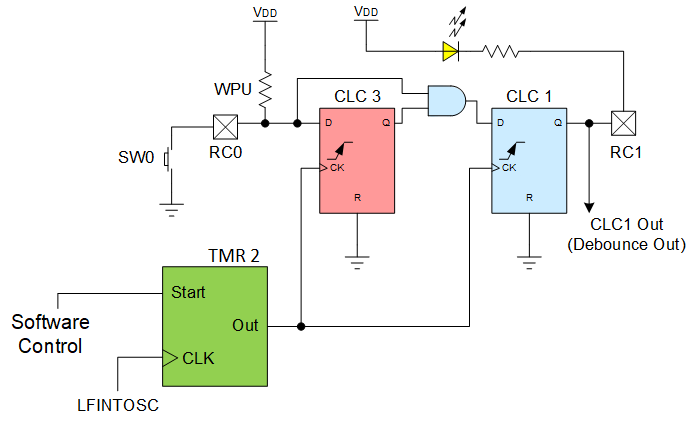 VDD
VDD
WPU
CLC 3
CLC 1
D
Q
D
Q
SW0
RC0
RC1
CK
CK
R
R
CLC1 Out
(Debounce Out)
TMR 2
Start
Software
Control
Out
CLK
LFINTOSC